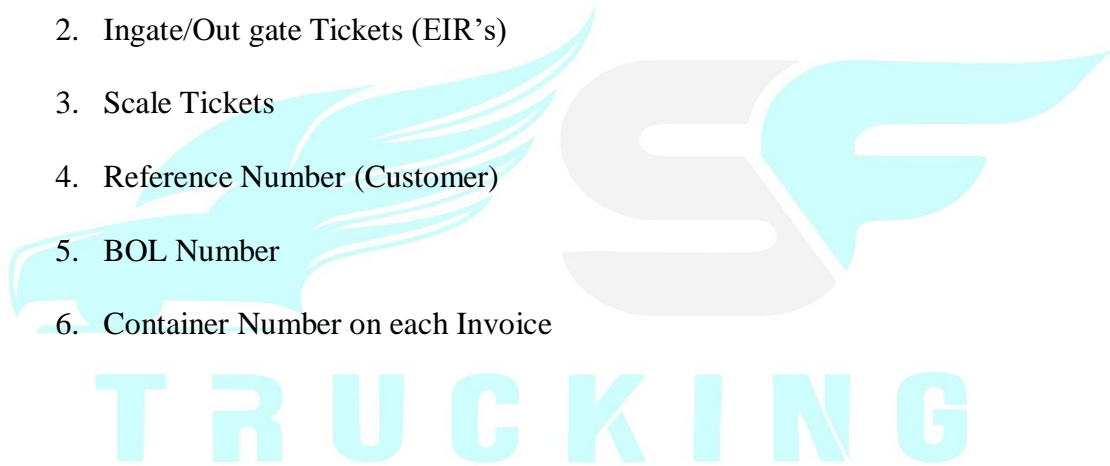 2. Ingate/Out gate Tickets (EIR’s)
3. Scale Tickets
4. Reference Number (Customer)
5. BOL Number
6. Container Number on each Invoice
SF
TRUCKING